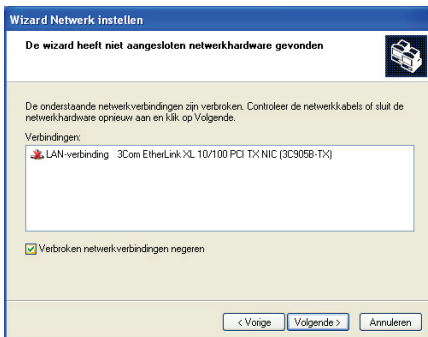 Wizard Netwerk instellen
De wizard heeft niet aangesloten netwerkhardware gevonden
De onderstaande netwerkverbindingen zijn verbroken. Controleer de netwerkkabels of sluit de
netwerkhardware opnieuw aan en klik op Volgende.
Verbindingen:
LAN-verbinding 3Com EtherLink XL 10/100 PCI TX NIC (3C905B-TX)
Verbroken netwerkverbindingen negeren
< Vorige Volgende > Annuleren